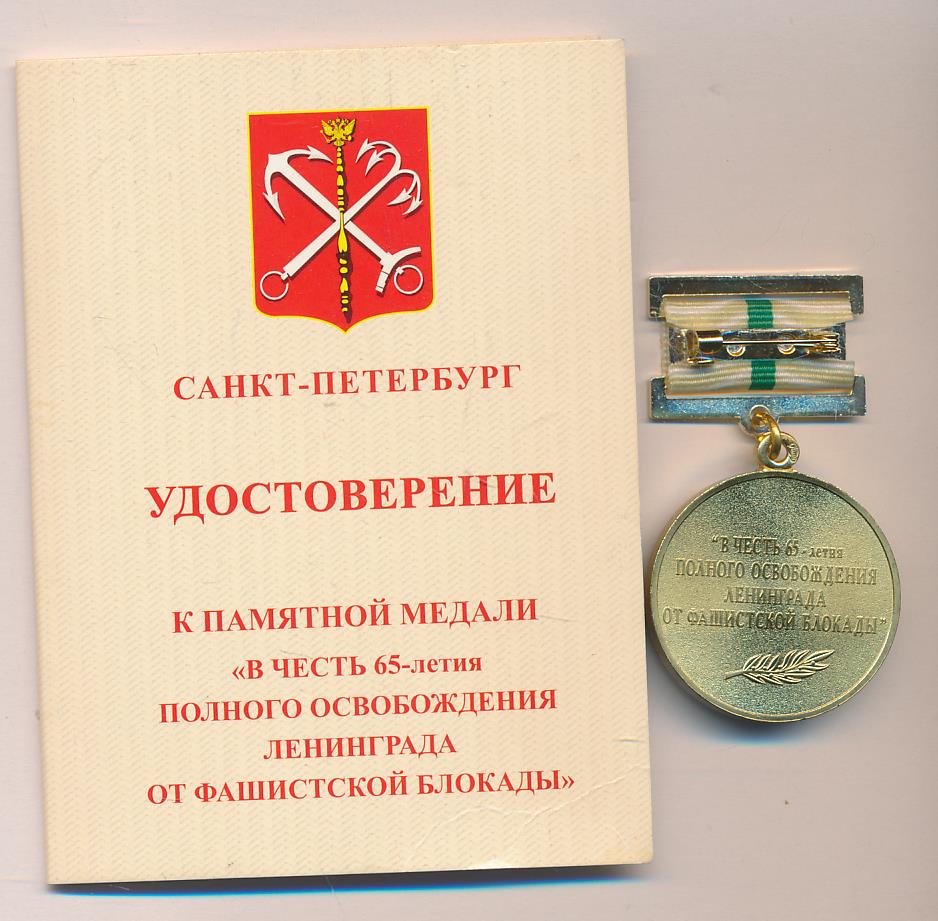 САНКТ-ПЕТЕРБУРГ
УДОСТОВЕРЕНИЕ
К ПАМЯТНОЙ МЕДАЛИ
«В ЧЕСТЬ 65-летия
ПОЛНОГО ОСВОБОЖДЕНИЯ
ЛЕНИНГРАДА
ОТ ФАШИСТСКОЙ БЛОКАДЫ»
"В ЧЕСТЬ 65-летия
ПОЛНОГО ОСВОБОЖДЕНИЯ
ЛЕНИНГРАДА
ОТ ФАШИСТСКОЙ БЛОКАДЫ"